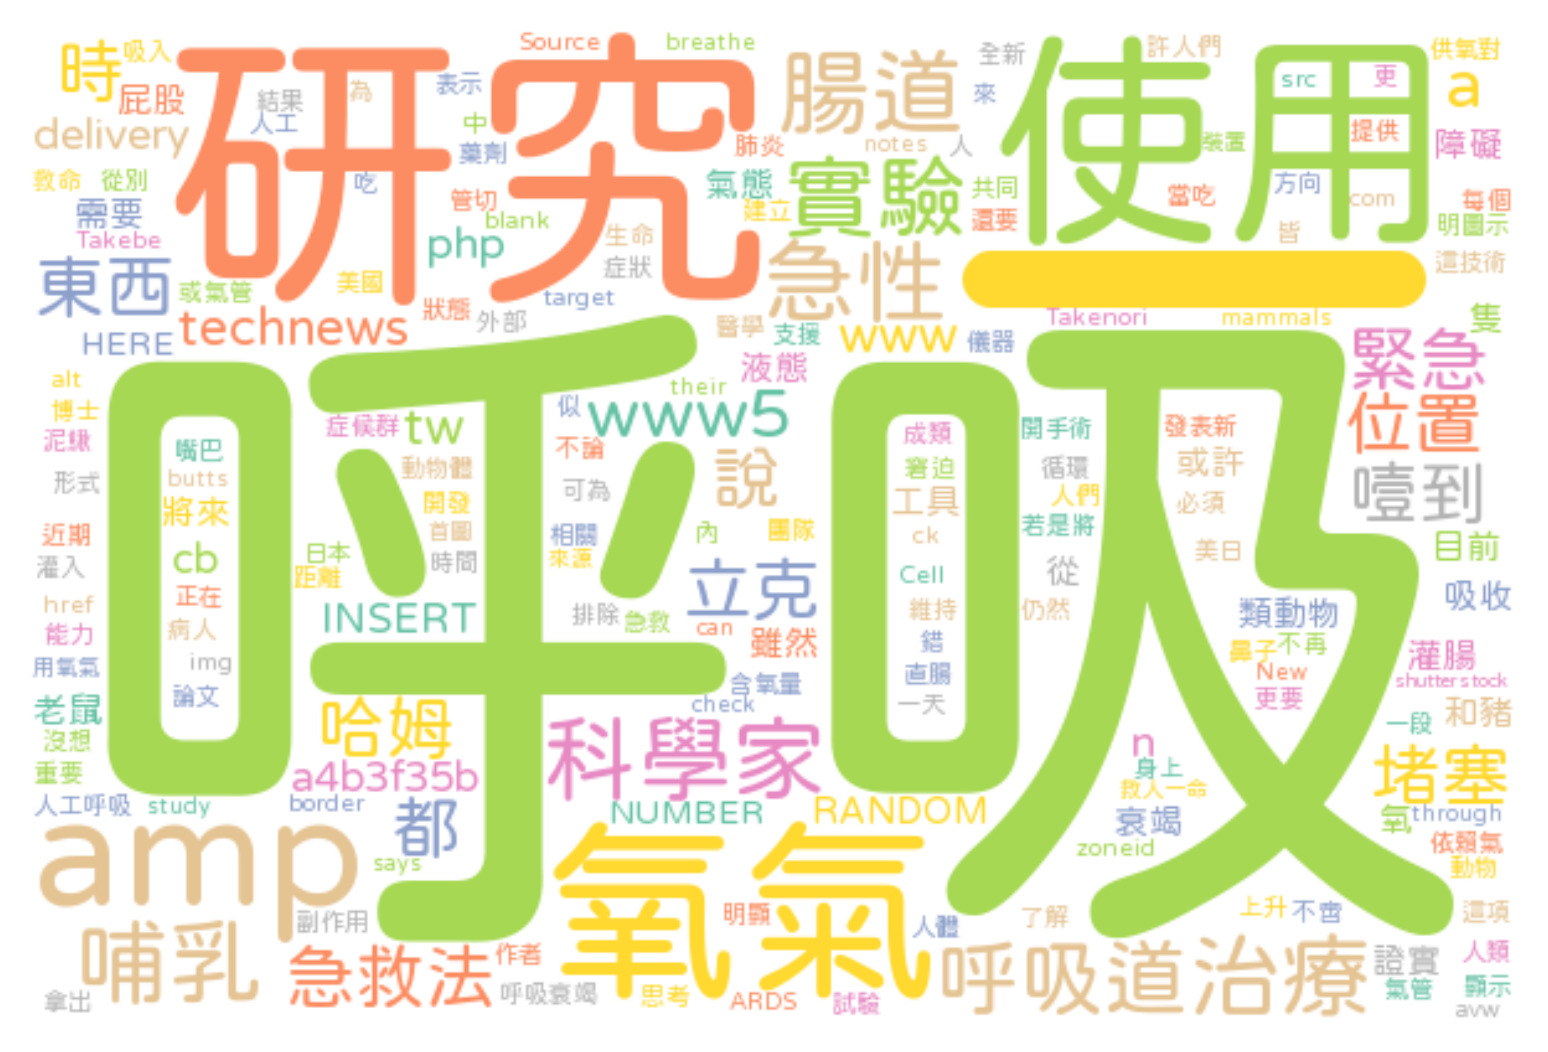 時
吸入
Source
breathe
全新
許人們
供氧對
屁股
結果
為
表示
研究
腸道
來
使用
src
更
a
delivery
人工
中
藥劑
肺炎
notes
人
裝置
提供
障礙
救命
從別
吃
管切
氣態
實驗
共同
當吃
方向
com
每個
需要
blank
建立
還要
皆
明圖示
Takebe
php
生命
急性
一
這技術
東西
或氣管
美國
症狀
target
technews
狀態
外部
醫學
支援
www
儀器
Takenori
mammals
隻
HERE
液態
緊急
呼吸
alt
their
博士
症候群
tw
似
www5
成類
開手術
發表新
位置
泥鰍
嘴巴
動物體
不論
說
窘迫
循環
或許
噎到
形式
butts
將來
開發
可為
工具
人們
必須
近期
首圖
相關
內
團隊
ck
若是將
目前
灌入
cb
日本
時間
來源
美日
href
正在
距離
立克
Cell
從
吸收
能力
病人
INSERT
排除
急救
can
維持
仍然
類動物
用氧氣
img
雖然
錯
鼻子
不再
灌腸
老鼠
論文
含氧量
直腸
New
shutterstock
沒想
哈姆
check
一天
更要
一段
和豬
重要
a4b3f35b
科學家
n
身上
堵塞
人工呼吸
study
border
都
NUMBER
RANDOM
救人一命
衰竭
氧
through
amp
says
氧氣
zoneid
依賴氣
動物
哺乳
副作用
明顯
人體
了解
上升
不啻
這項
急救法
作者
呼吸道治療
證實
人類
拿出
呼吸衰竭
思考
ARDS
試驗
氣管
顯示
avw